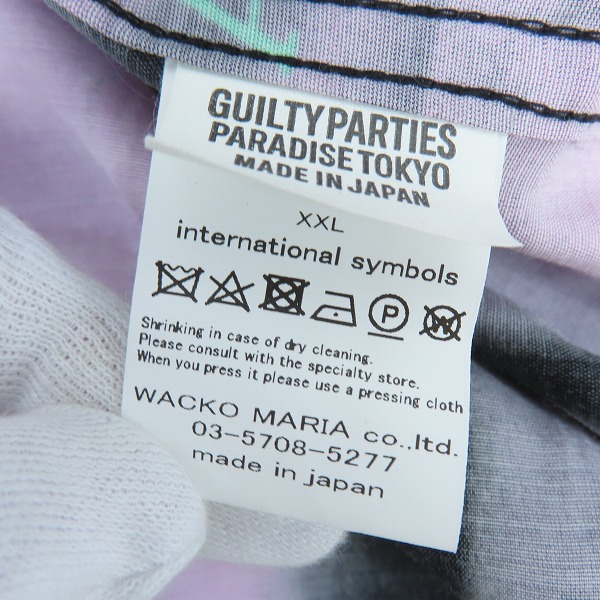 GUILTY PARTIES
PARADISE TOKYO
MADE IN JAPAN
XXL
international symbols
P W
Shrinking in case of dry cleaning.
Please consult with the specialty store.
When you press it please use a pressing cloth
WACKO MARIA co.,ltd.
03-5708-5277
made in japan